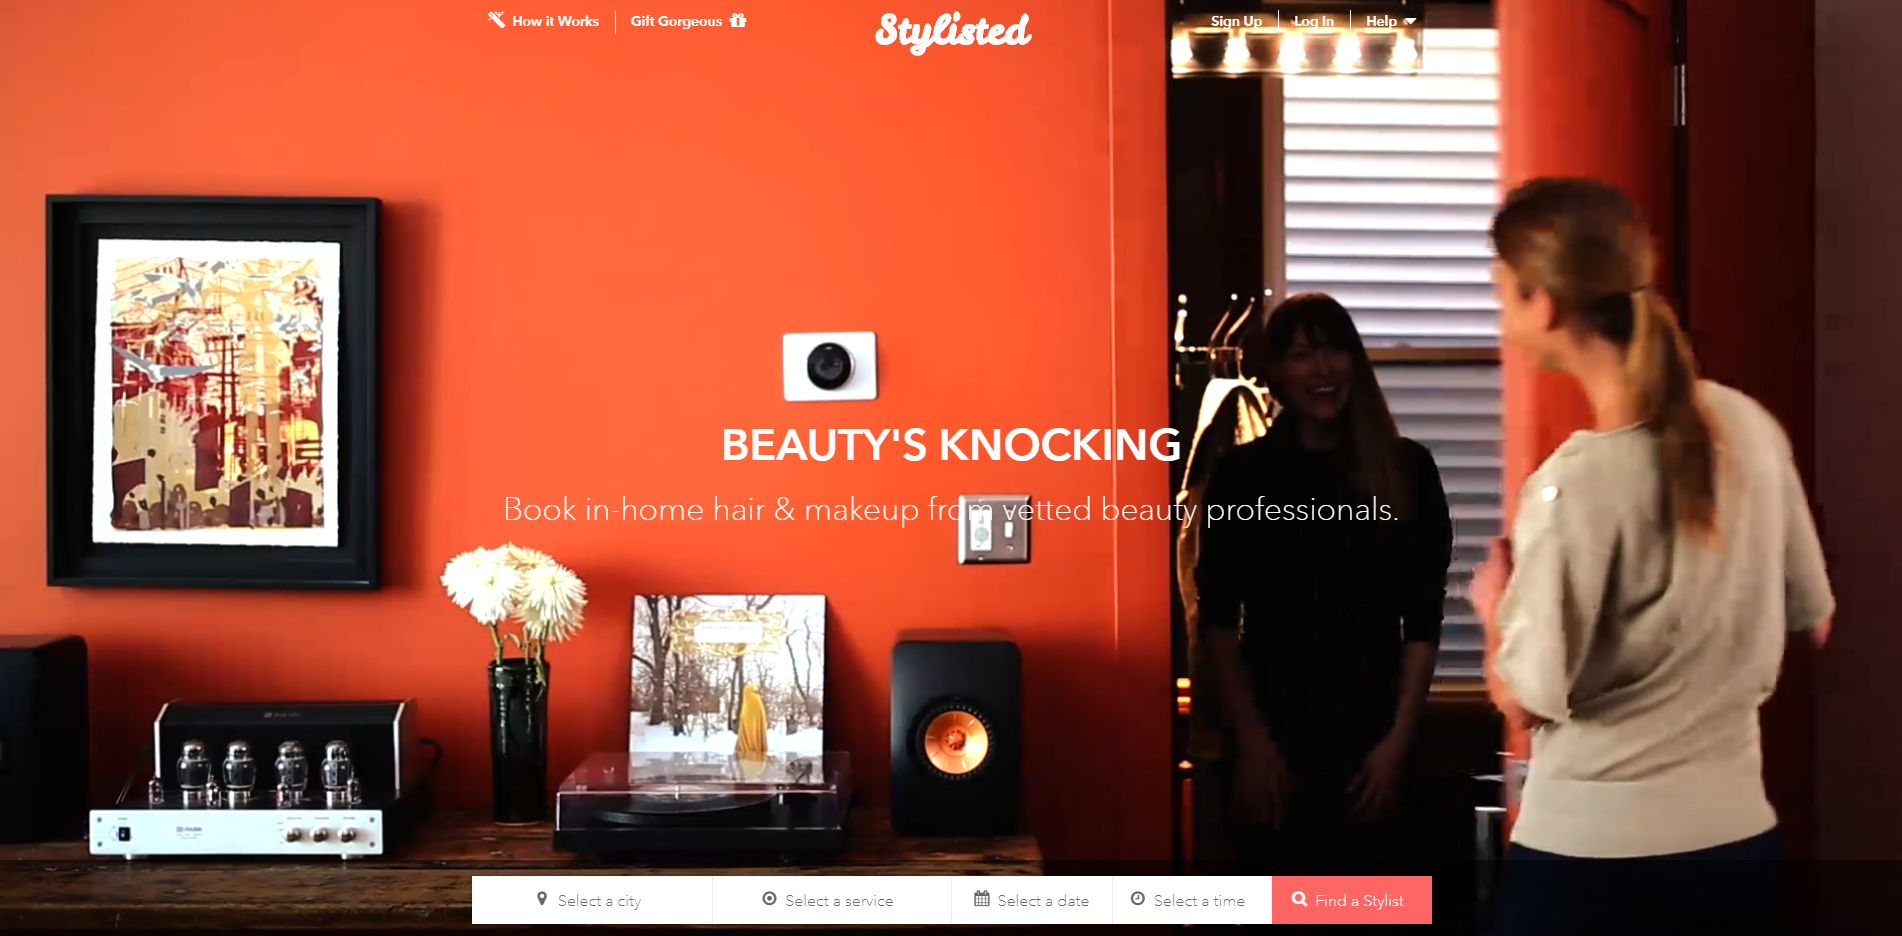 How it Works
Gift Gorgeous
Stylisted
Sign Up
Log In
Help
BEAUTY'S KNOCKING
Book in-home hair & makeup from vetted beauty professionals.
Select a city
Select a service
Select a date
Select a time
Find a Stylist